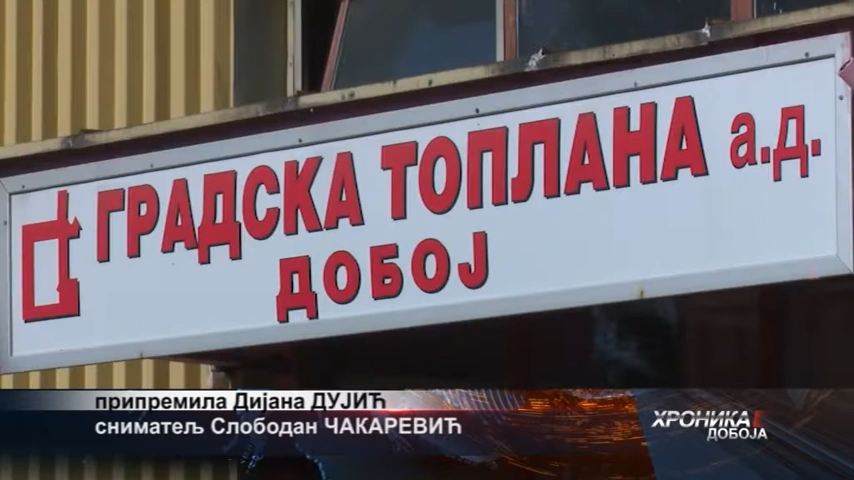 ГРАДСКА ТОПЛАНА а.д.
ДОБОЈ
припремила Дијана ДУЈИЋ
сниматељ Слободан ЧАКАРЕВИЋ
ХРОНИКА
ДОБОЈА